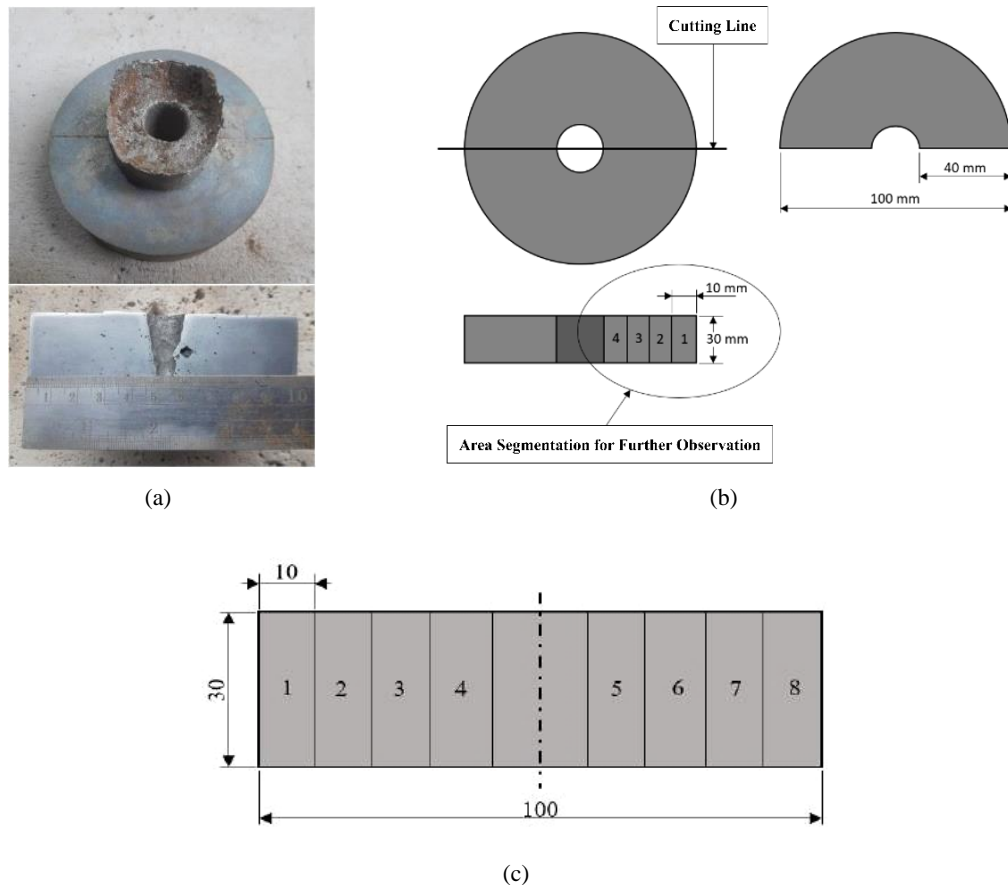 Cutting Line
40 mm
100 mm
10 mm
4 3 2 1
30 mm
Area Segmentation for Further Observation
(a)
(b)
10
30
1 2 3 4 5 6 7 8
100
(c)